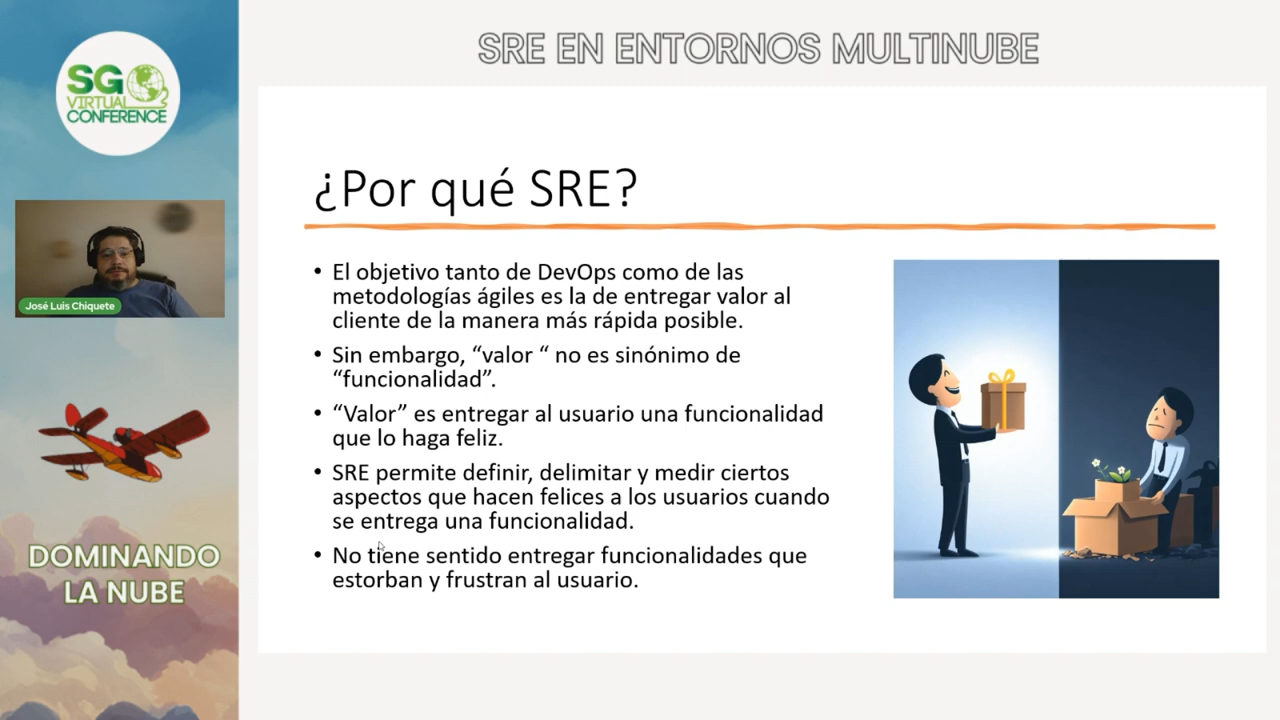 SRE EN ENTORNOS MULTINUBE
SG
VIRTUAL
CONFERENCE
José Luis Chiquete
DOMINANDO
LA NUBE
¿Por qué SRE?
• El objetivo tanto de DevOps como de las
metodologías ágiles es la de entregar valor al
cliente de la manera más rápida posible.
• Sin embargo, “valor “ no es sinónimo de
“funcionalidad”.
• “Valor” es entregar al usuario una funcionalidad
que lo haga feliz.
• SRE permite definir, delimitar y medir ciertos
aspectos que hacen felices a los usuarios cuando
se entrega una funcionalidad.
• No tiene sentido entregar funcionalidades que
estorban y frustran al usuario.